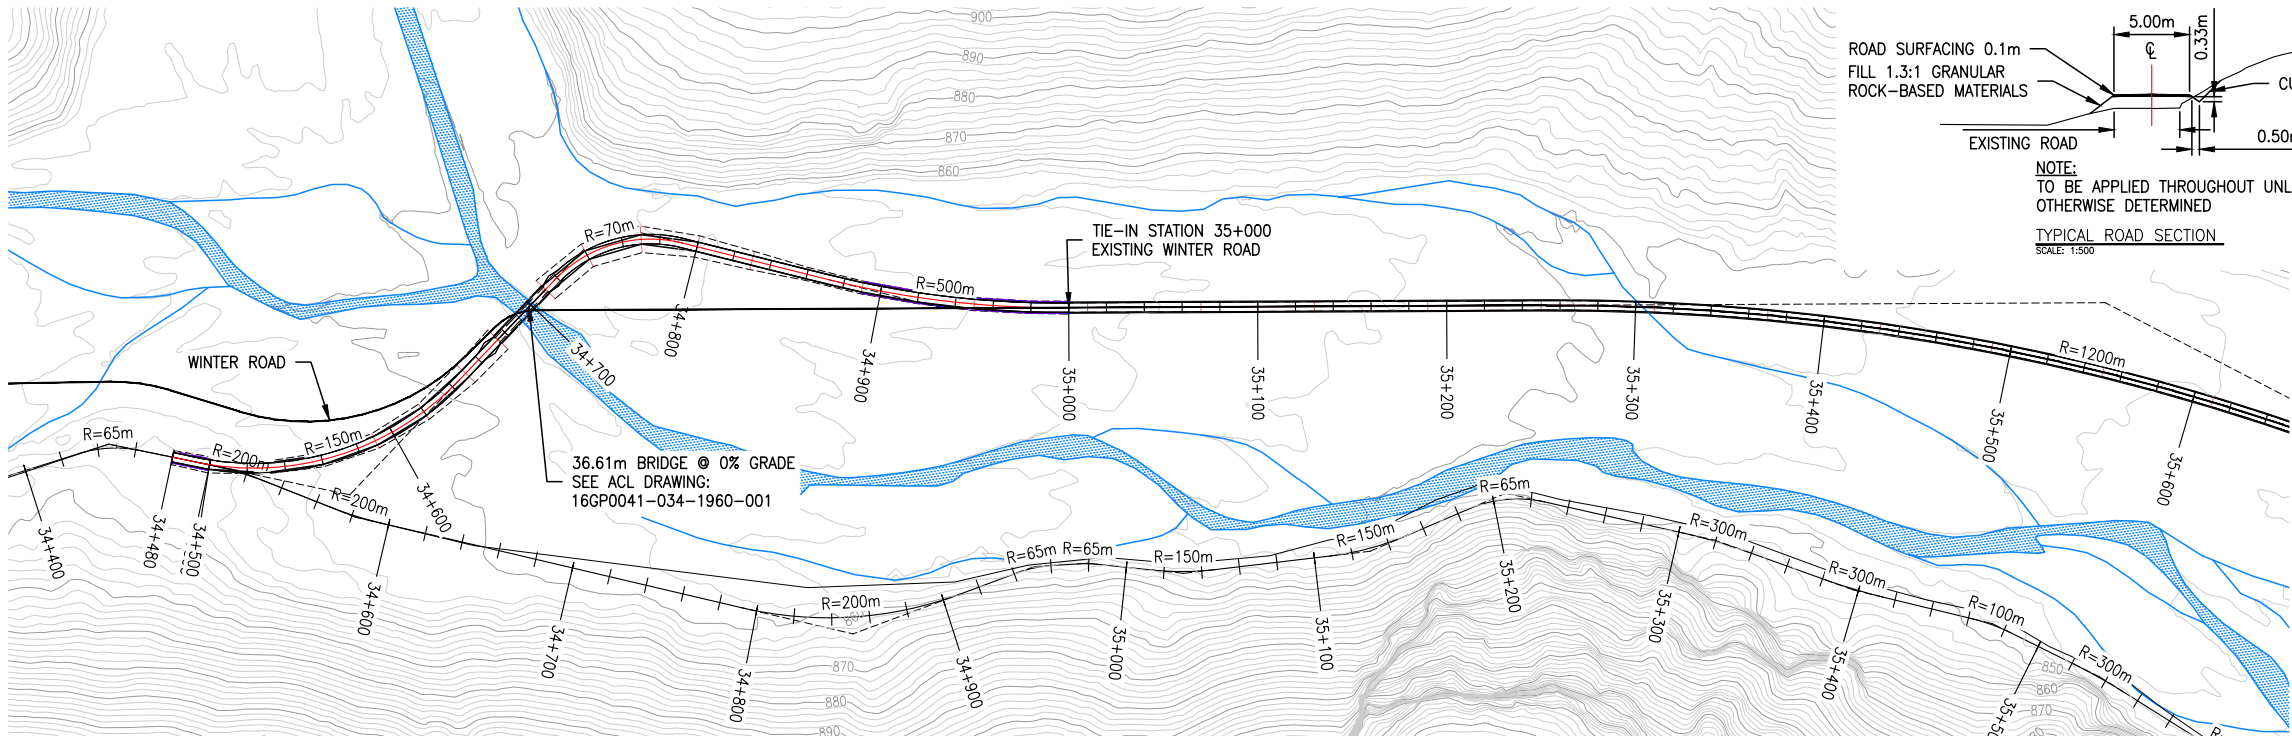 900
890
880
870
860
5.00m
0.33m
ROAD SURFACING 0.1m
FILL 1.3:1 GRANULAR
ROCK-BASED MATERIALS
EXISTING ROAD
0.50
NOTE:
TO BE APPLIED THROUGHOUT UNL
OTHERWISE DETERMINED
TYPICAL ROAD SECTION
SCALE: 1:500
TIE-IN STATION 35+000
EXISTING WINTER ROAD
R=70m
R=500m
WINTER ROAD
R=1200m
34+700
34+800
34+900
35+000
35+100
35+200
35+300
35+400
35+500
35+600
R=65m
R=200m
R=150m
36.61m BRIDGE @ 0% GRADE
SEE ACL DRAWING:
16GP0041-034-1960-001
34+400
34+480
34+500
34+600
R=200m
34+600
34+700
34+800
R=200m
34+900
R=65m
R=65m
R=150m
35+000
35+100
R=150m
R=65m
35+200
R=300m
35+300
R=300m
35+400
R=100m
R=300m
35+50
870
880
890
850
860
870